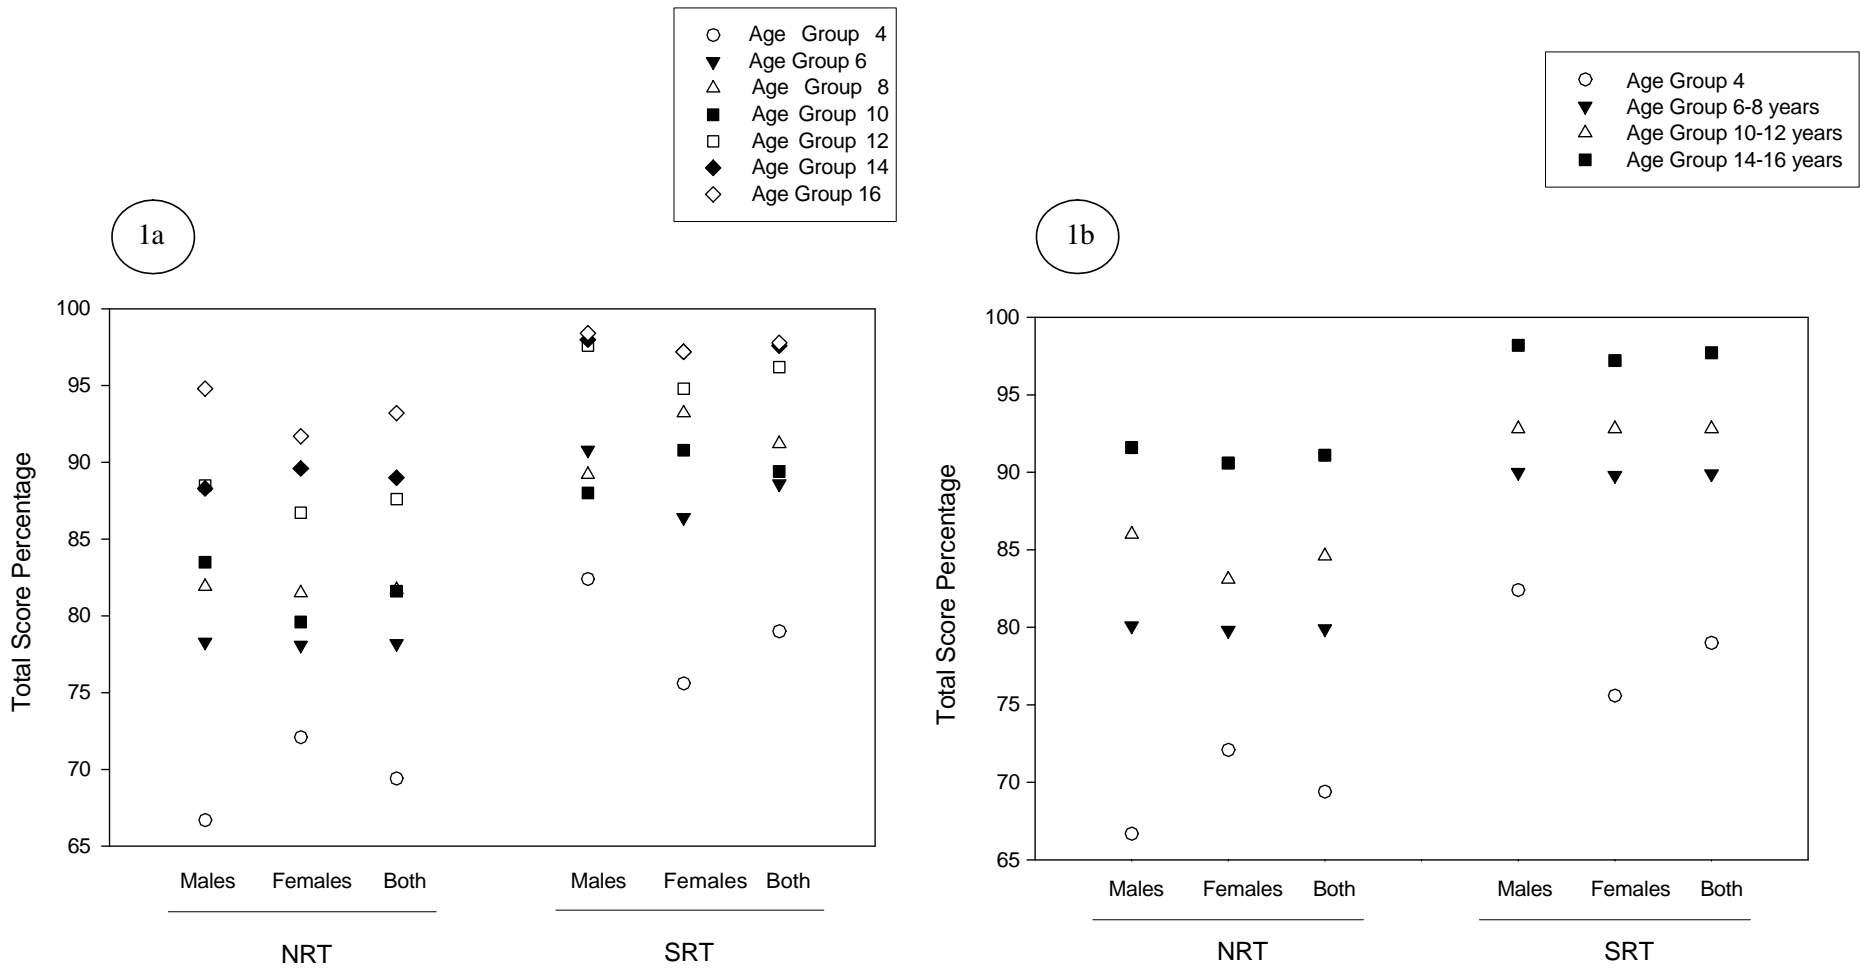 Age Group 4
Age Group 6
Age Group 8
Age Group 10
Age Group 12
Age Group 14
Age Group 16
1a
100
95
90
85
80
75
70
65
Total Score Percentage
Males Females Both Males Females Both
NRT SRT
Age Group 4
Age Group 6-8 years
Age Group 10-12 years
Age Group 14-16 years
1b
100
95
90
85
80
75
70
65
Total Score Percentage
Males Females Both Males Females Both
NRT SRT